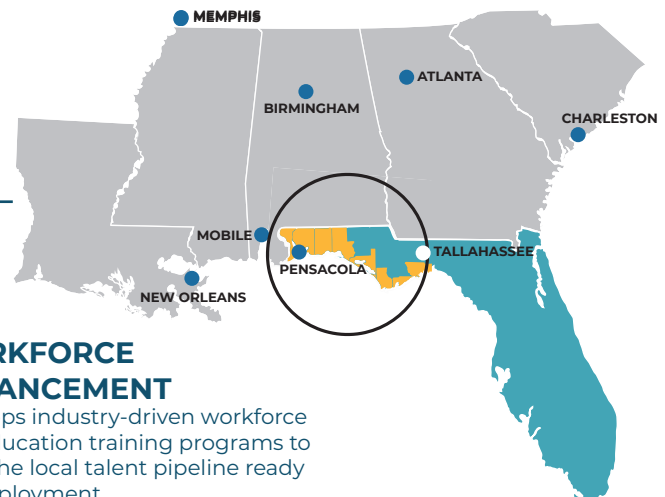 MEMPHIS
ATLANTA
BIRMINGHAM
CHARLESTON
MOBILE
TALLAHASSEE
PENSACOLA
NEW ORLEANS
RKFORCE
ANCEMENT
ps industry-driven workforce
ucation training programs to
he local talent pipeline ready
ployment